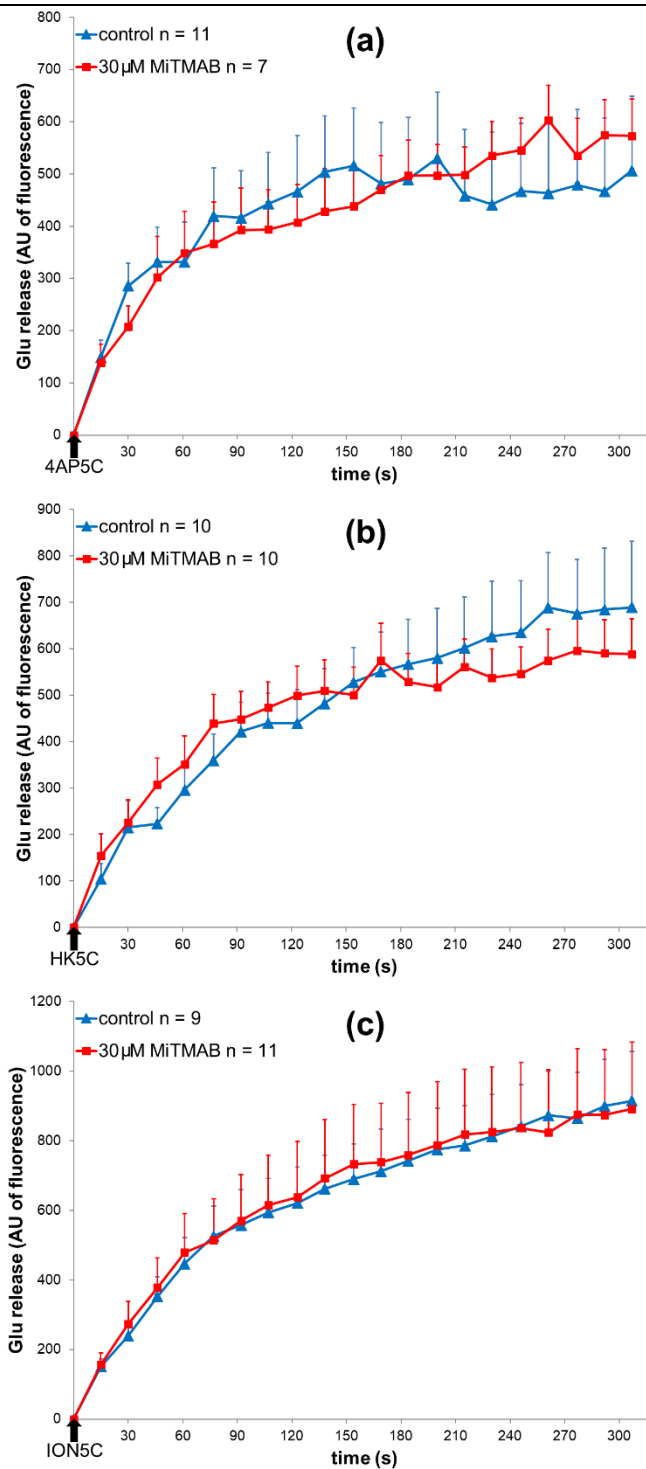 (a)
control n = 11
30µM MiTMAB n = 7
Glu release (AU of fluorescence)
800
700
600
500
400
300
200
100
0
30 60 90 120 150 180 210 240 270 300
4AP5C
time (s)
(b)
control n = 10
30µM MiTMAB n = 10
Glu release (AU of fluorescence)
900
800
700
600
500
400
300
200
100
0
30 60 90 120 150 180 210 240 270 300
HK5C
time (s)
(c)
control n = 9
30µM MiTMAB n = 11
Glu release (AU of fluorescence)
1200
1000
800
600
400
200
0
30 60 90 120 150 180 210 240 270 300
ION5C
time (s)